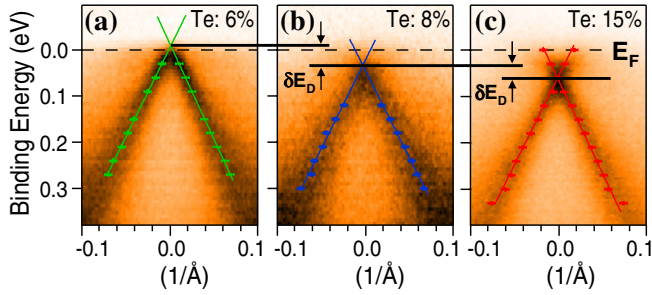 (a) Te: 6% (b) Te: 8% (c) Te: 15%
Binding Energy (eV)
0.0
0.1
0.2
0.3
E_F
δE_D
δE_D
-0.1 0.0 0.1 -0.1 0.0 0.1 -0.1 0.0 0.1
(1/Å) (1/Å) (1/Å)